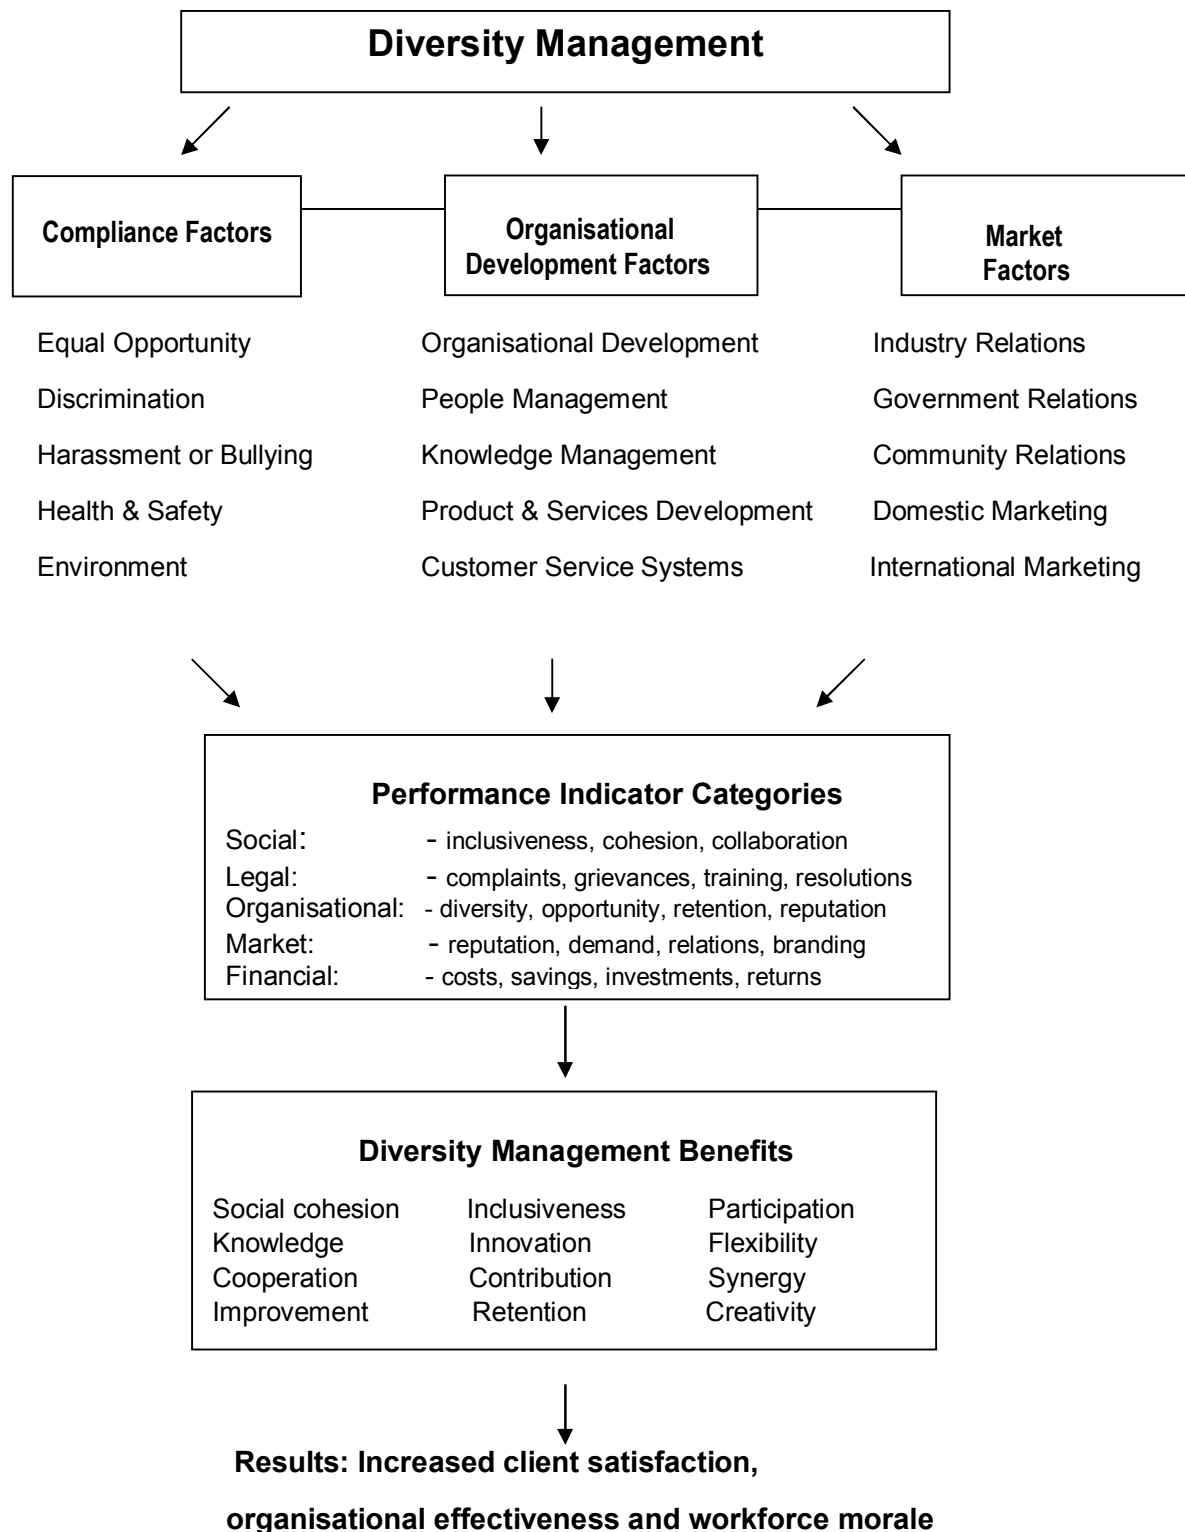 Diversity Management
Compliance Factors
Organisational
Development Factors
Market
Factors
Equal Opportunity
Discrimination
Harassment or Bullying
Health & Safety
Environment
Organisational Development
People Management
Knowledge Management
Product & Services Development
Customer Service Systems
Industry Relations
Government Relations
Community Relations
Domestic Marketing
International Marketing
Performance Indicator Categories
Social: - inclusiveness, cohesion, collaboration
Legal: - complaints, grievances, training, resolutions
Organisational: - diversity, opportunity, retention, reputation
Market: - reputation, demand, relations, branding
Financial: - costs, savings, investments, returns
Diversity Management Benefits
Social cohesion Inclusiveness Participation
Knowledge Innovation Flexibility
Cooperation Contribution Synergy
Improvement Retention Creativity
Results: Increased client satisfaction,
organisational effectiveness and workforce morale